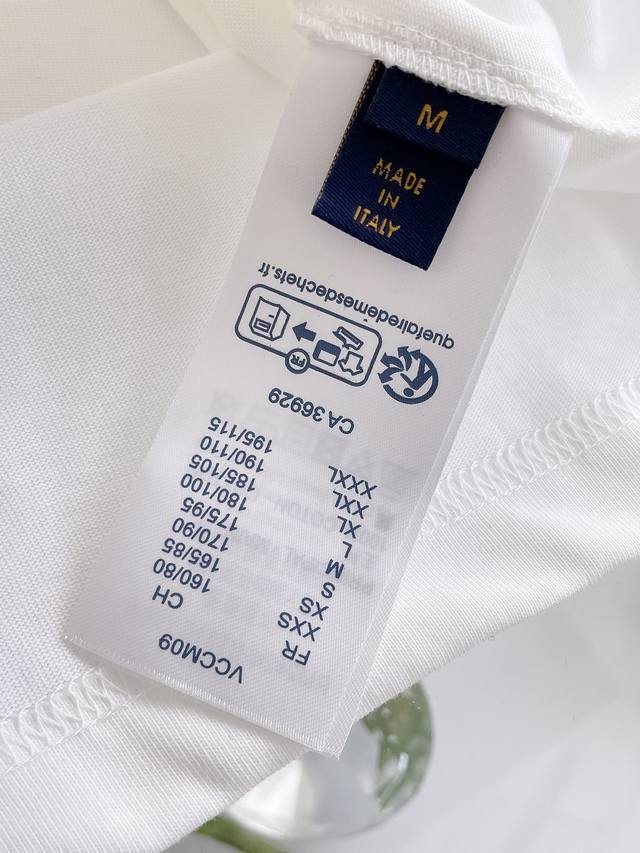 M
MADE
IN
ITALY
VCCM09
FR CH
XXS 160/80
XS 165/85
S 170/90
M 175/95
L 180/100
XL 185/105
XXL 190/110
XXXL 195/115
CA 36929
FR
quefairedemesdechets.fr